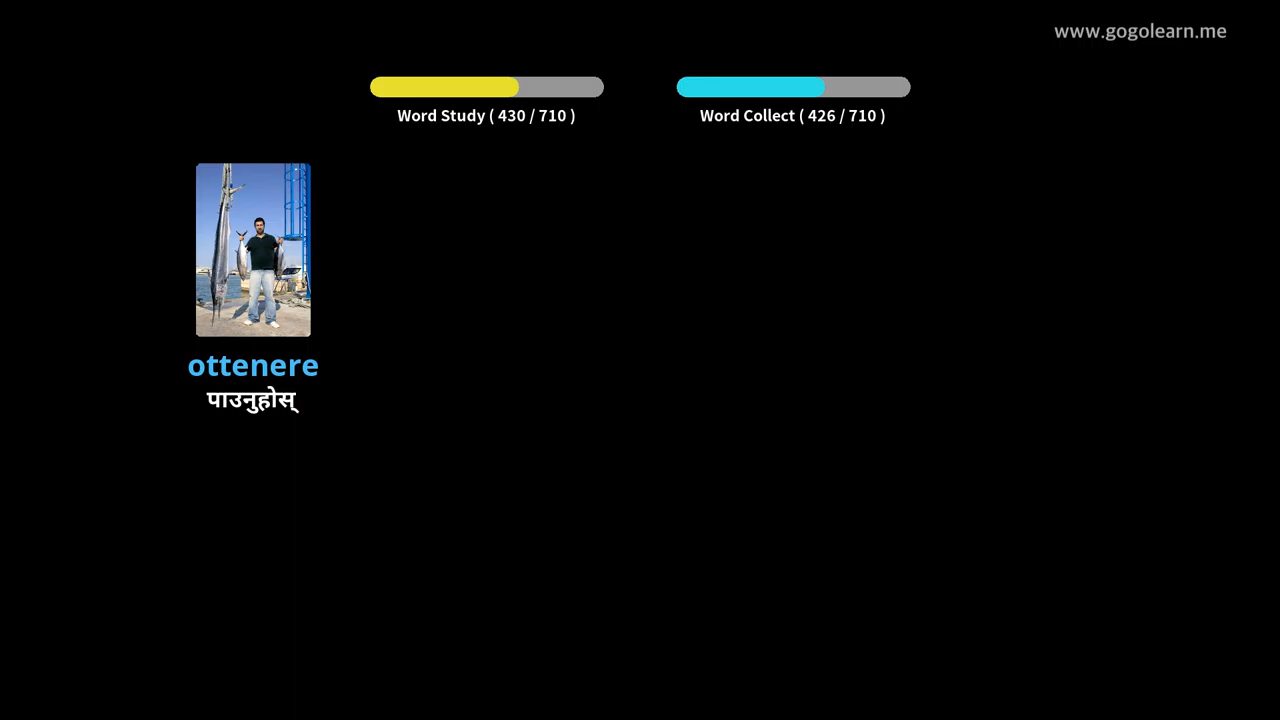 www.gogolearn.me
Word Study ( 430 / 710 )
Word Collect ( 426 / 710 )
ottenere
पाउनुहोस्